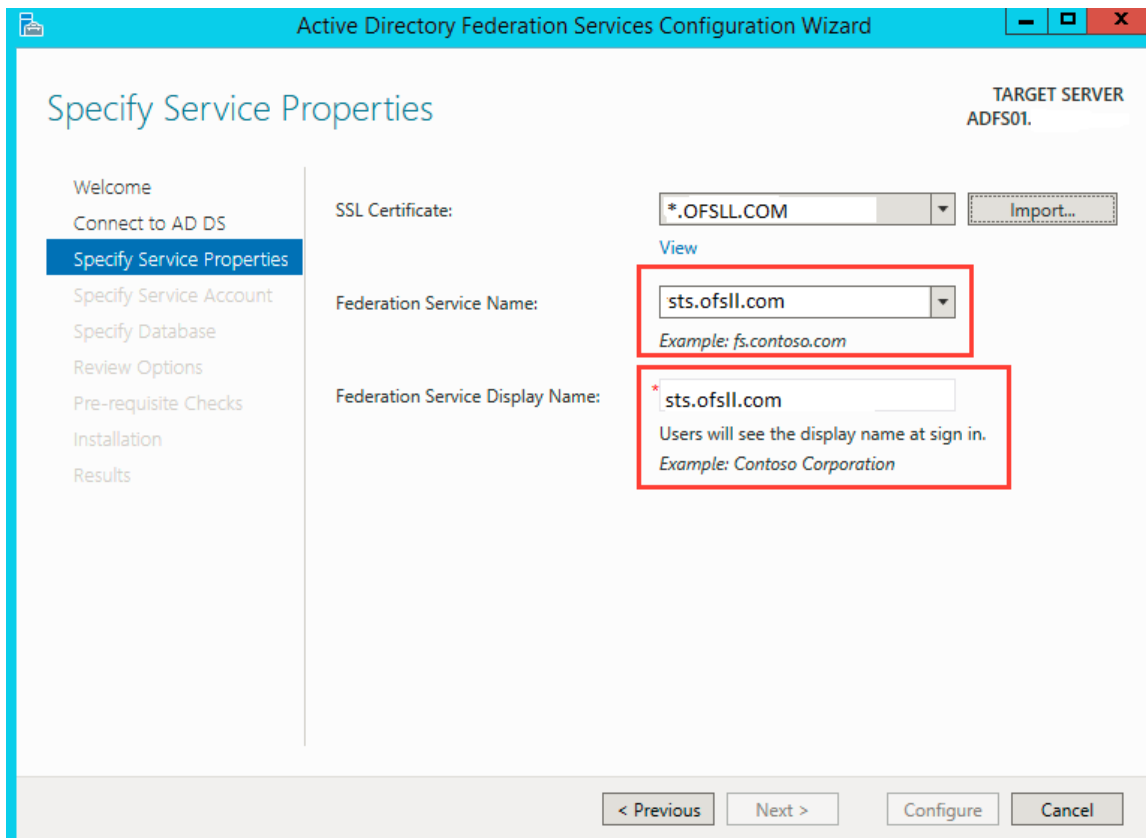 Active Directory Federation Services Configuration Wizard
Specify Service Properties
TARGET SERVER
ADFS01.
Welcome
Connect to AD DS
Specify Service Properties
Specify Service Account
Specify Database
Review Options
Pre-requisite Checks
Installation
Results
SSL Certificate:
*.OFSLL.COM
Import...
View
Federation Service Name:
sts.ofsll.com
Example: fs.contoso.com
Federation Service Display Name:
* sts.ofsll.com
Users will see the display name at sign in.
Example: Contoso Corporation
< Previous
Next >
Configure
Cancel